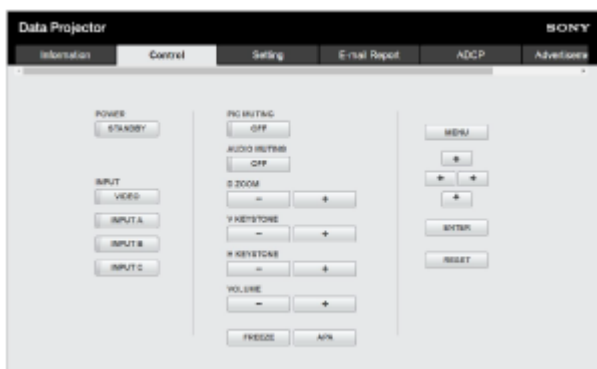 Data Projector
SONY
Information Control Setting E-mail Report ADCP Advertiseme
POWER
STANDBY
INPUT
VIDEO
INPUT A
INPUT B
INPUT C
PIC MUTING
OFF
AUDIO MUTING
OFF
D ZOOM
- +
V KEYSTONE
- +
H KEYSTONE
- +
VOLUME
- +
FREEZE APA
MENU
ENTER
RESET